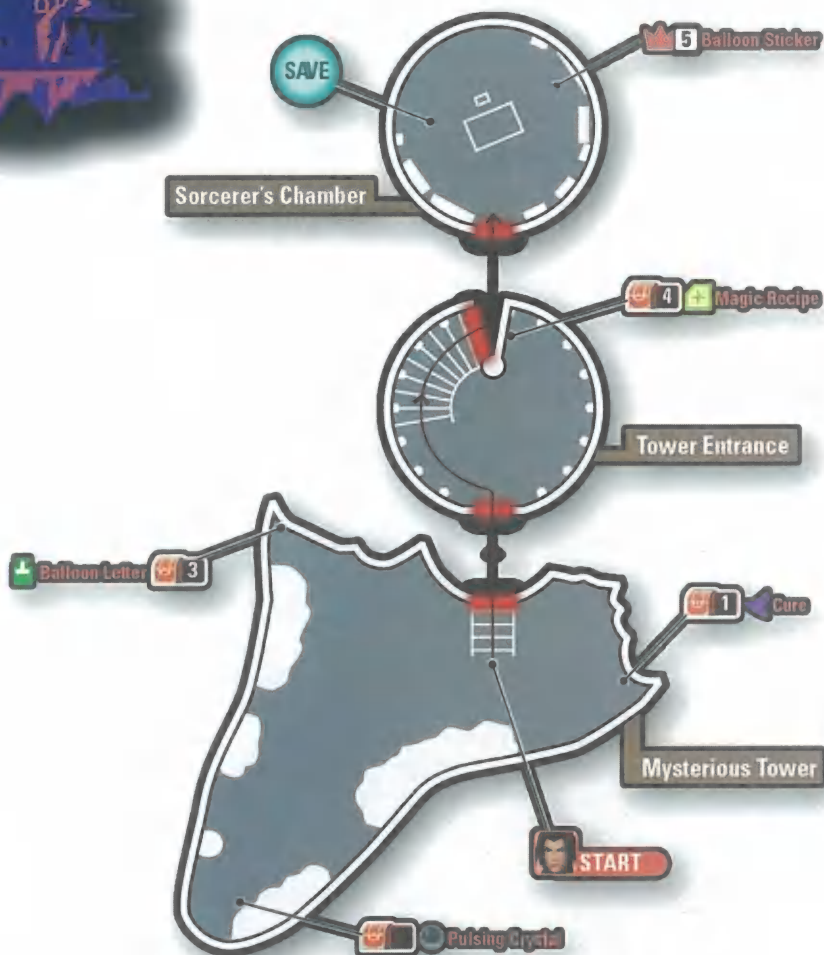 SAVE
5 Balloon Sticker
Sorcerer's Chamber
4 Magic Recipe
Tower Entrance
Balloon Letter 3
1 Cure
Mysterious Tower
START
Pulsing Crystal